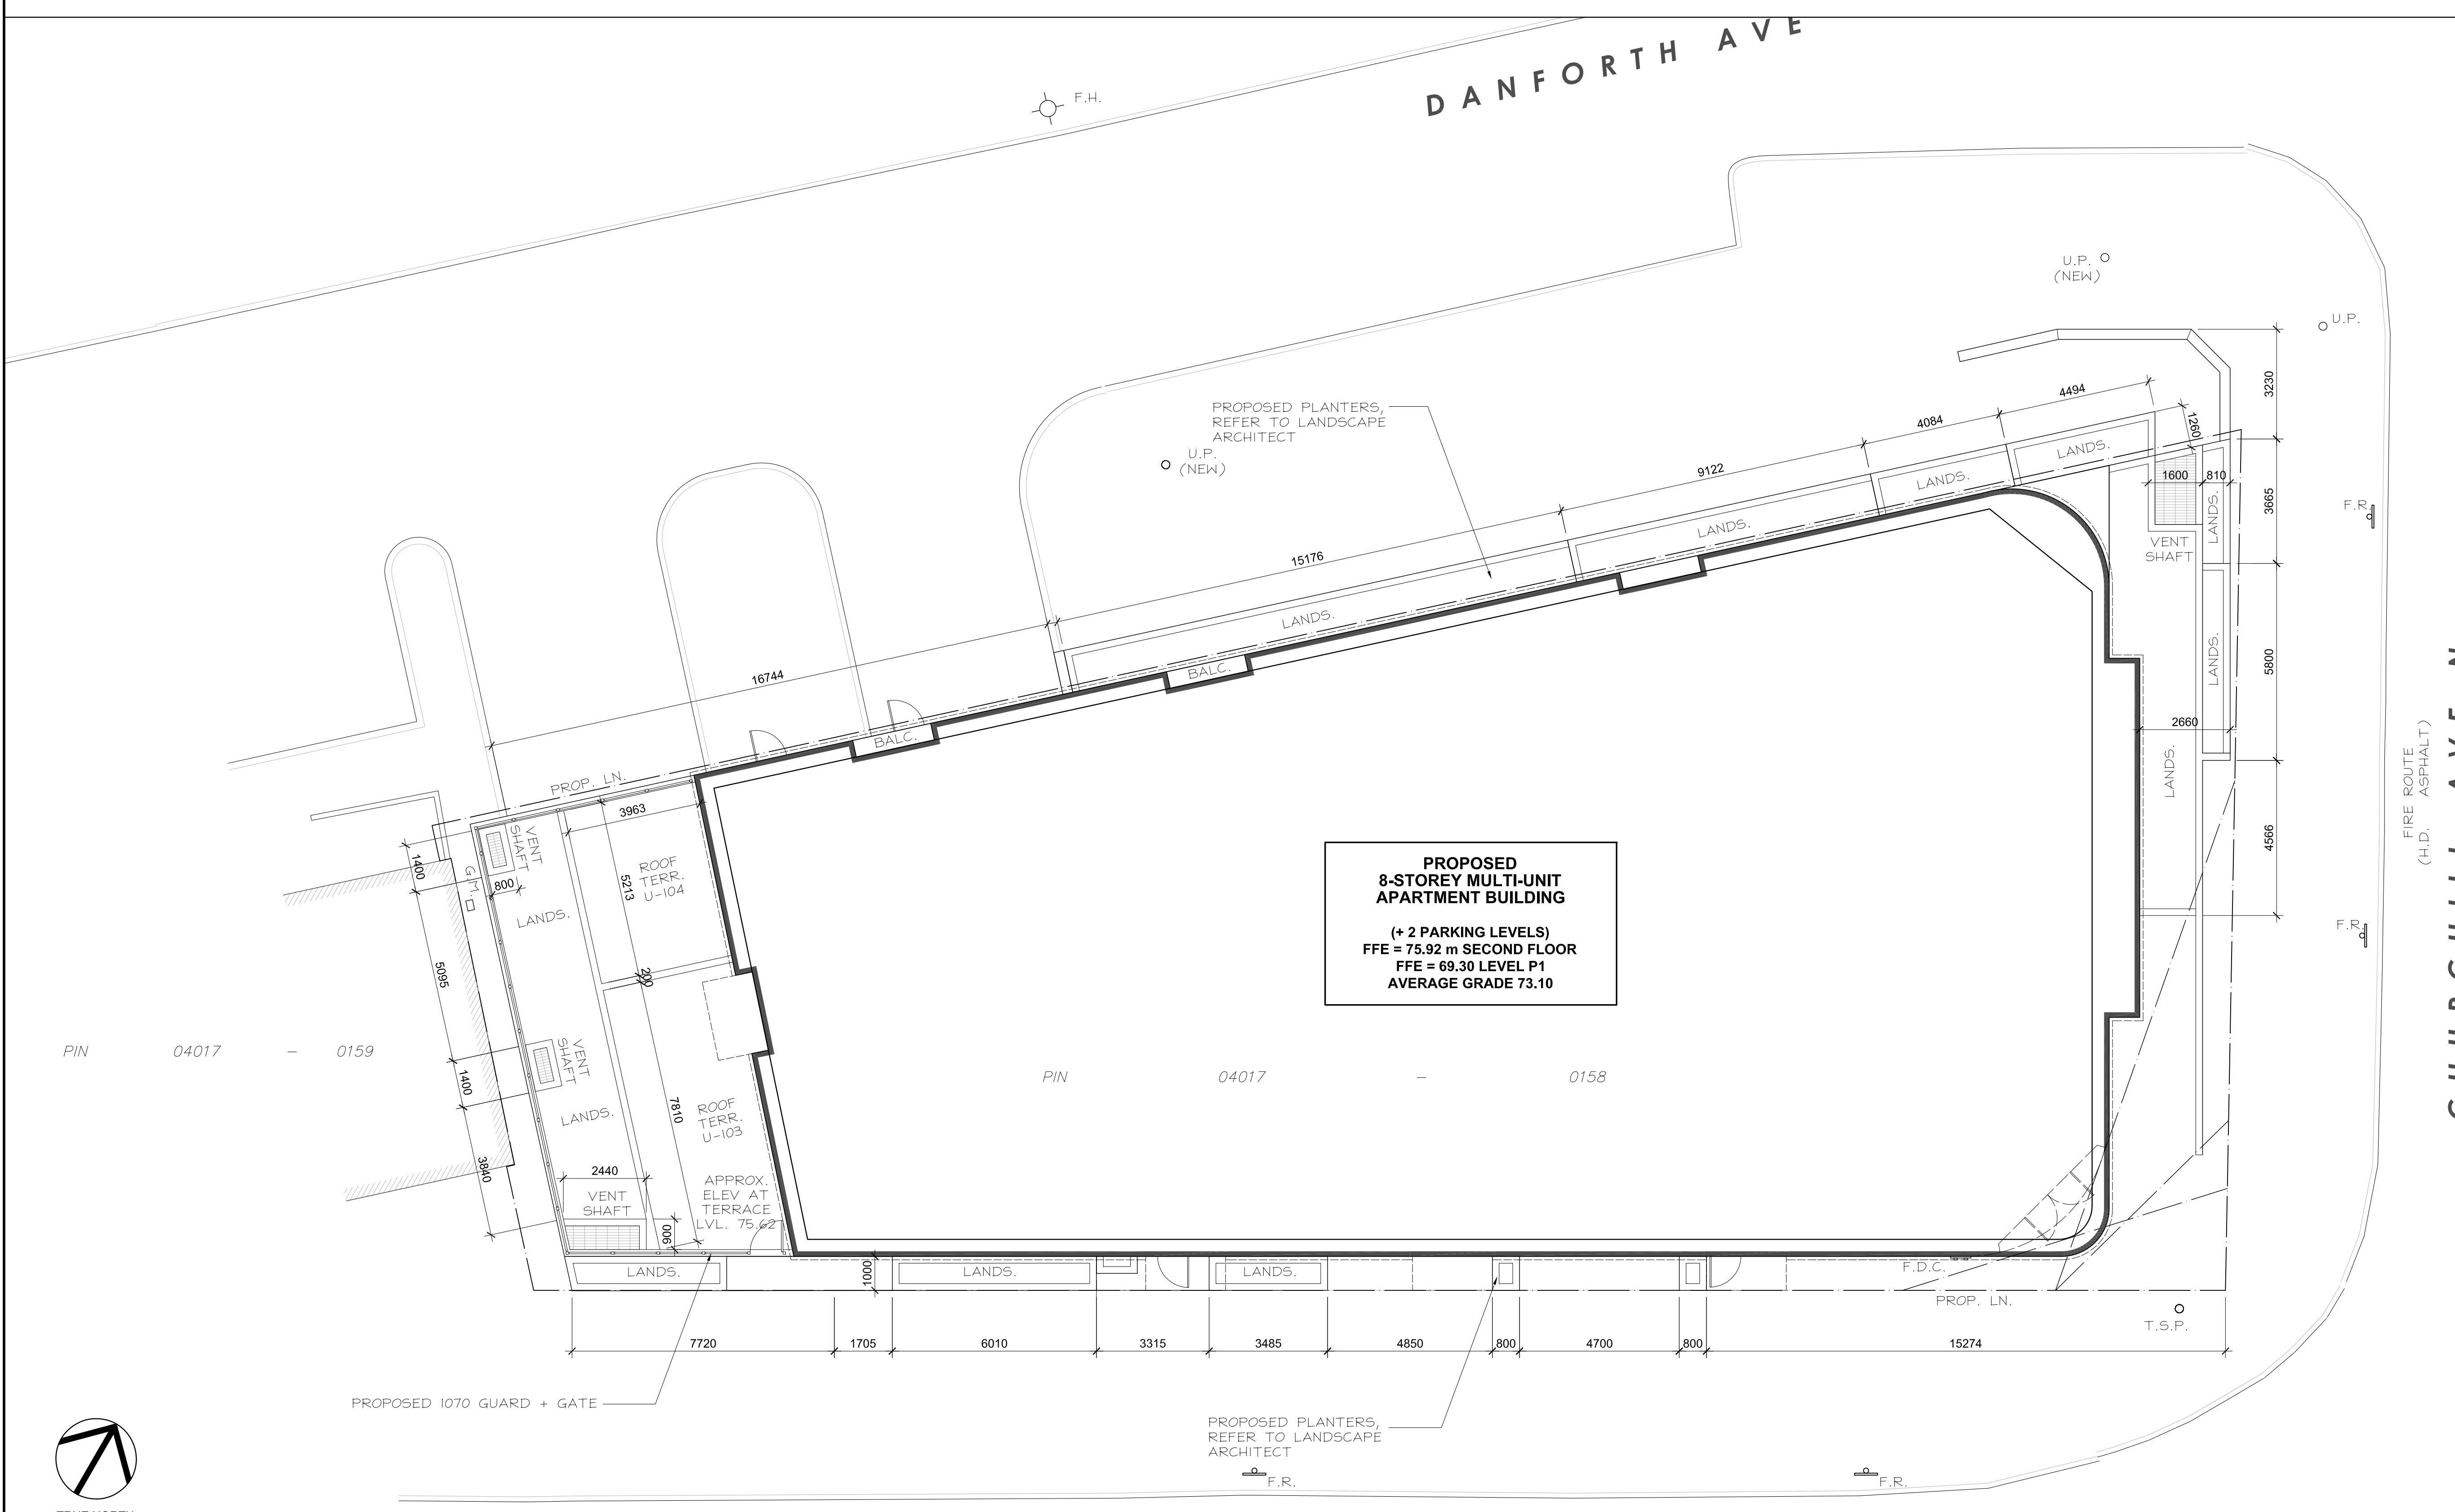 DANFORTH AVE
F.H.
U.P.
(NEW)
U.P.
PROPOSED PLANTERS,
REFER TO LANDSCAPE
ARCHITECT
U.P.
(NEW)
3230
4494
4084
1260
9122
LANDS.
LANDS.
LANDS.
1600
810
3665
F.R.
LANDS.
VENT
SHAFT
15176
LANDS.
16744
BALC.
BALC.
LANDS.
5800
2660
LANDS.
FIRE ROUTE
(H.D. ASPHALT)
4566
PROP. LN.
3963
VENT
SHAFT
1400
G.M.
800
ROOF
TERR.
U-104
5213
LANDS.
PROPOSED
8-STOREY MULTI-UNIT
APARTMENT BUILDING
(+ 2 PARKING LEVELS)
FFE = 75.92 m SECOND FLOOR
FFE = 69.30 LEVEL P1
AVERAGE GRADE 73.10
F.R.
5095
200
PIN 04017 - 0159
VENT
SHAFT
1400
PIN 04017 - 0158
LANDS.
7810
ROOF
TERR.
U-103
3840
2440
VENT
SHAFT
APPROX.
ELEV AT
TERRACE
LVL. 75.62
900
1000
LANDS.
LANDS.
LANDS.
F.D.C.
PROP. LN.
T.S.P.
7720
1705
6010
3315
3485
4850
800
4700
800
15274
PROPOSED 1070 GUARD + GATE
PROPOSED PLANTERS,
REFER TO LANDSCAPE
ARCHITECT
F.R.
F.R.